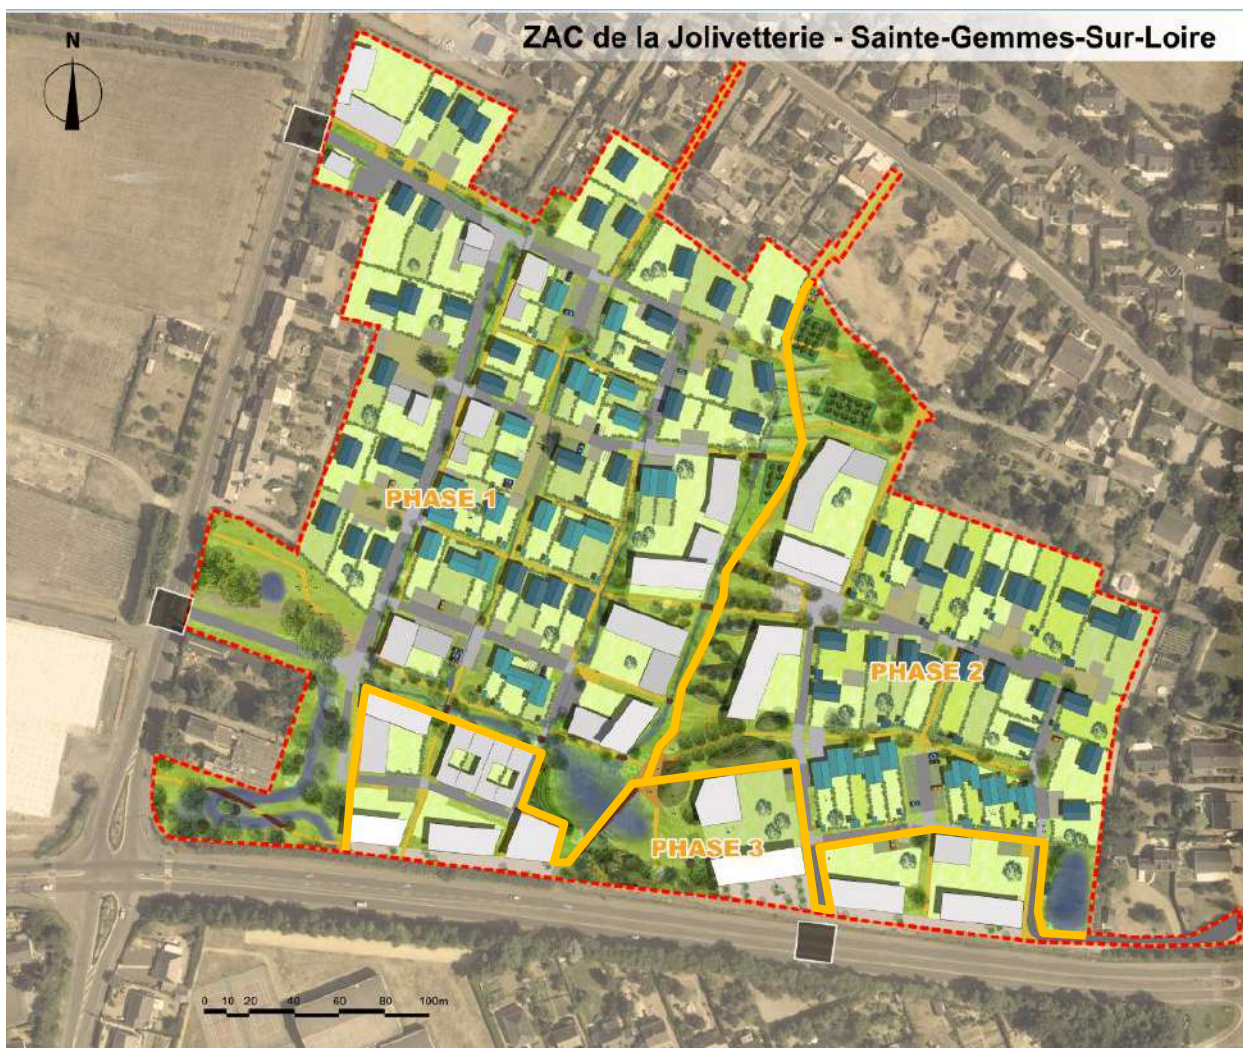 ZAC de la Jolivetterie - Sainte-Gemmes-Sur-Loire
N
PHASE 1
PHASE 2
PHASE 3
0 10 20 40 60 80 100m